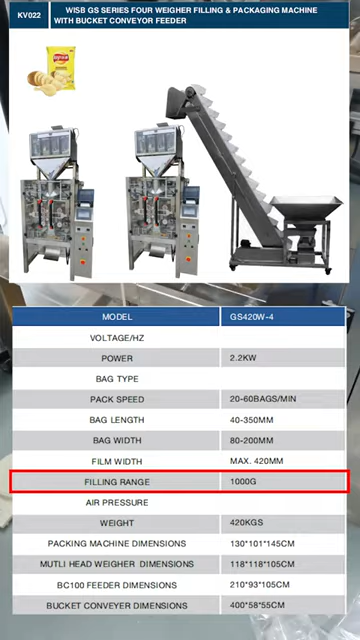 KV022
WISB GS SERIES FOUR WEIGHER FILLING & PACKAGING MACHINE
WITH BUCKET CONVEYOR FEEDER
MODEL GS420W-4
VOLTAGE/HZ
POWER 2.2KW
BAG TYPE
PACK SPEED 20-60BAGS/MIN
BAG LENGTH 40-350MM
BAG WIDTH 80-200MM
FILM WIDTH MAX. 420MM
FILLING RANGE 1000G
AIR PRESSURE
WEIGHT 420KGS
PACKING MACHINE DIMENSIONS 130*101*145CM
MUTLI HEAD WEIGHER DIMENSIONS 118*118*105CM
BC100 FEEDER DIMENSIONS 210*93*105CM
BUCKET CONVEYER DIMENSIONS 400*58*55CM